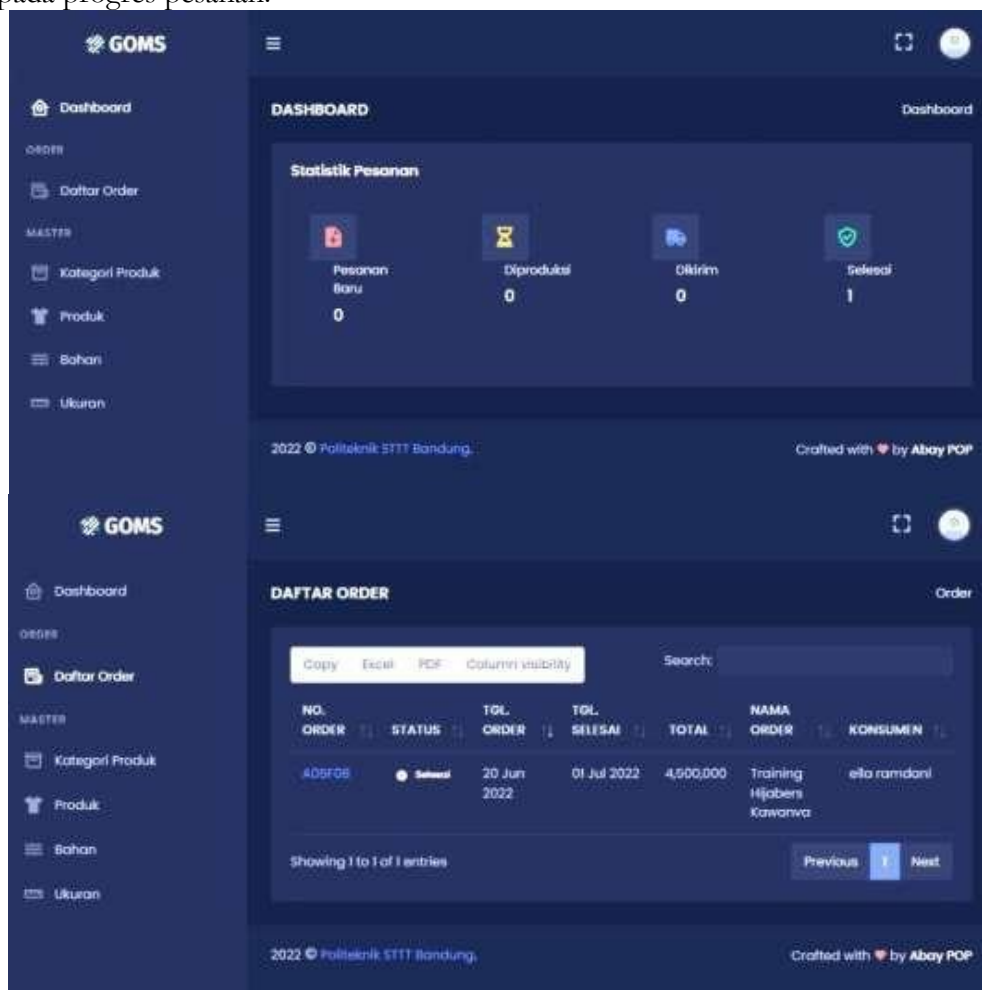 pada progres pesanan.
GOMS
Dashboard
ORDER
Daftar Order
MASTER
Kategori Produk
Produk
Bahan
Ukuran
DASHBOARD
Dashboard
Statistik Pesanan
Pesanan
Baru
0
Diproduksi
0
Dikirim
0
Selesai
1
2022 © Politeknik STTT Bandung.
Crafted with ❤ by Abay POP
GOMS
Dashboard
ORDER
Daftar Order
MASTER
Kategori Produk
Produk
Bahan
Ukuran
DAFTAR ORDER
Order
Copy Excel PDF Column visibility
Search:
NO.
ORDER
STATUS
TGL.
ORDER
TGL.
SELESAI
TOTAL
NAMA
ORDER
KONSUMEN
Selesai
20 Jun
2022
01 Jul 2022
4,500,000
Training
Hijabers
Kawanva
ella ramdani
Showing 1 to 1 of 1 entries
Previous 1 Next
2022 © Politeknik STTT Bandung.
Crafted with ❤ by Abay POP